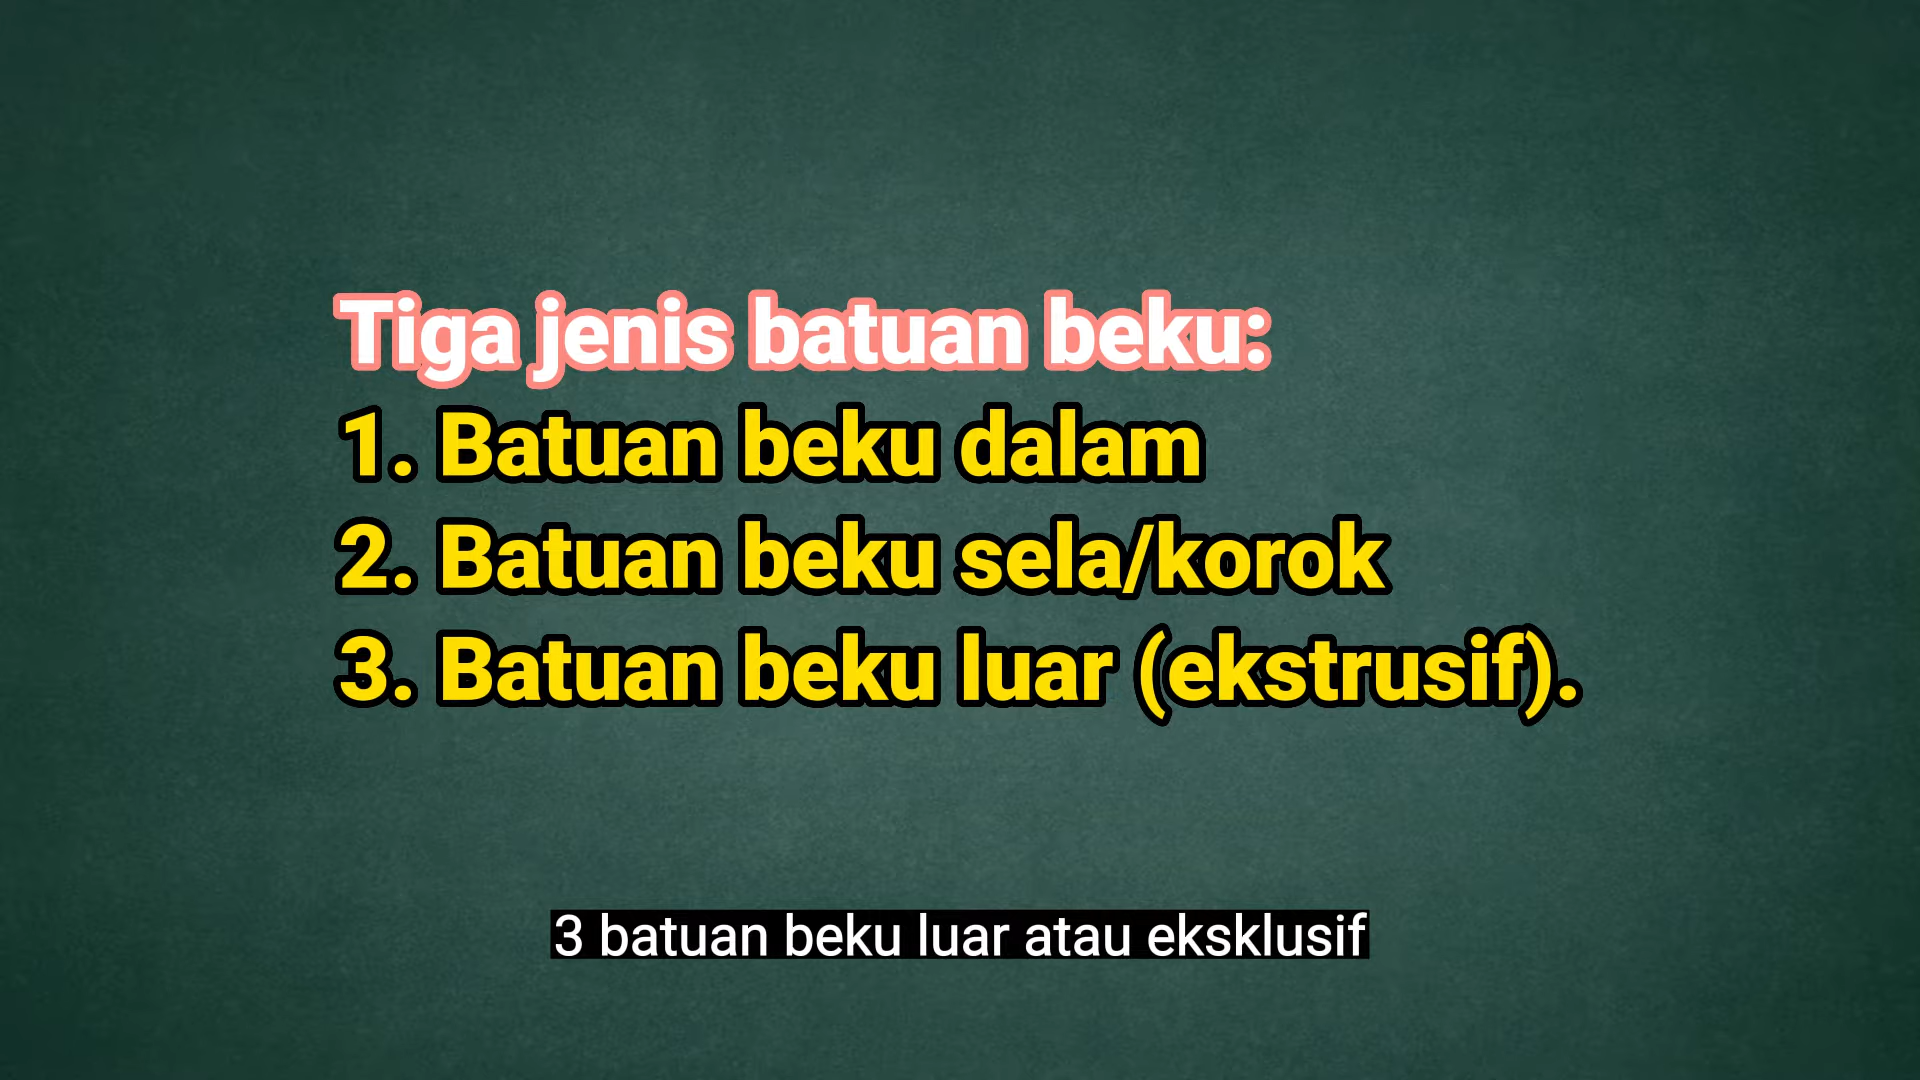 Tiga jenis batuan beku:
1. Batuan beku dalam
2. Batuan beku sela/korok
3. Batuan beku luar (ekstrusif).
3 batuan beku luar atau eksklusif